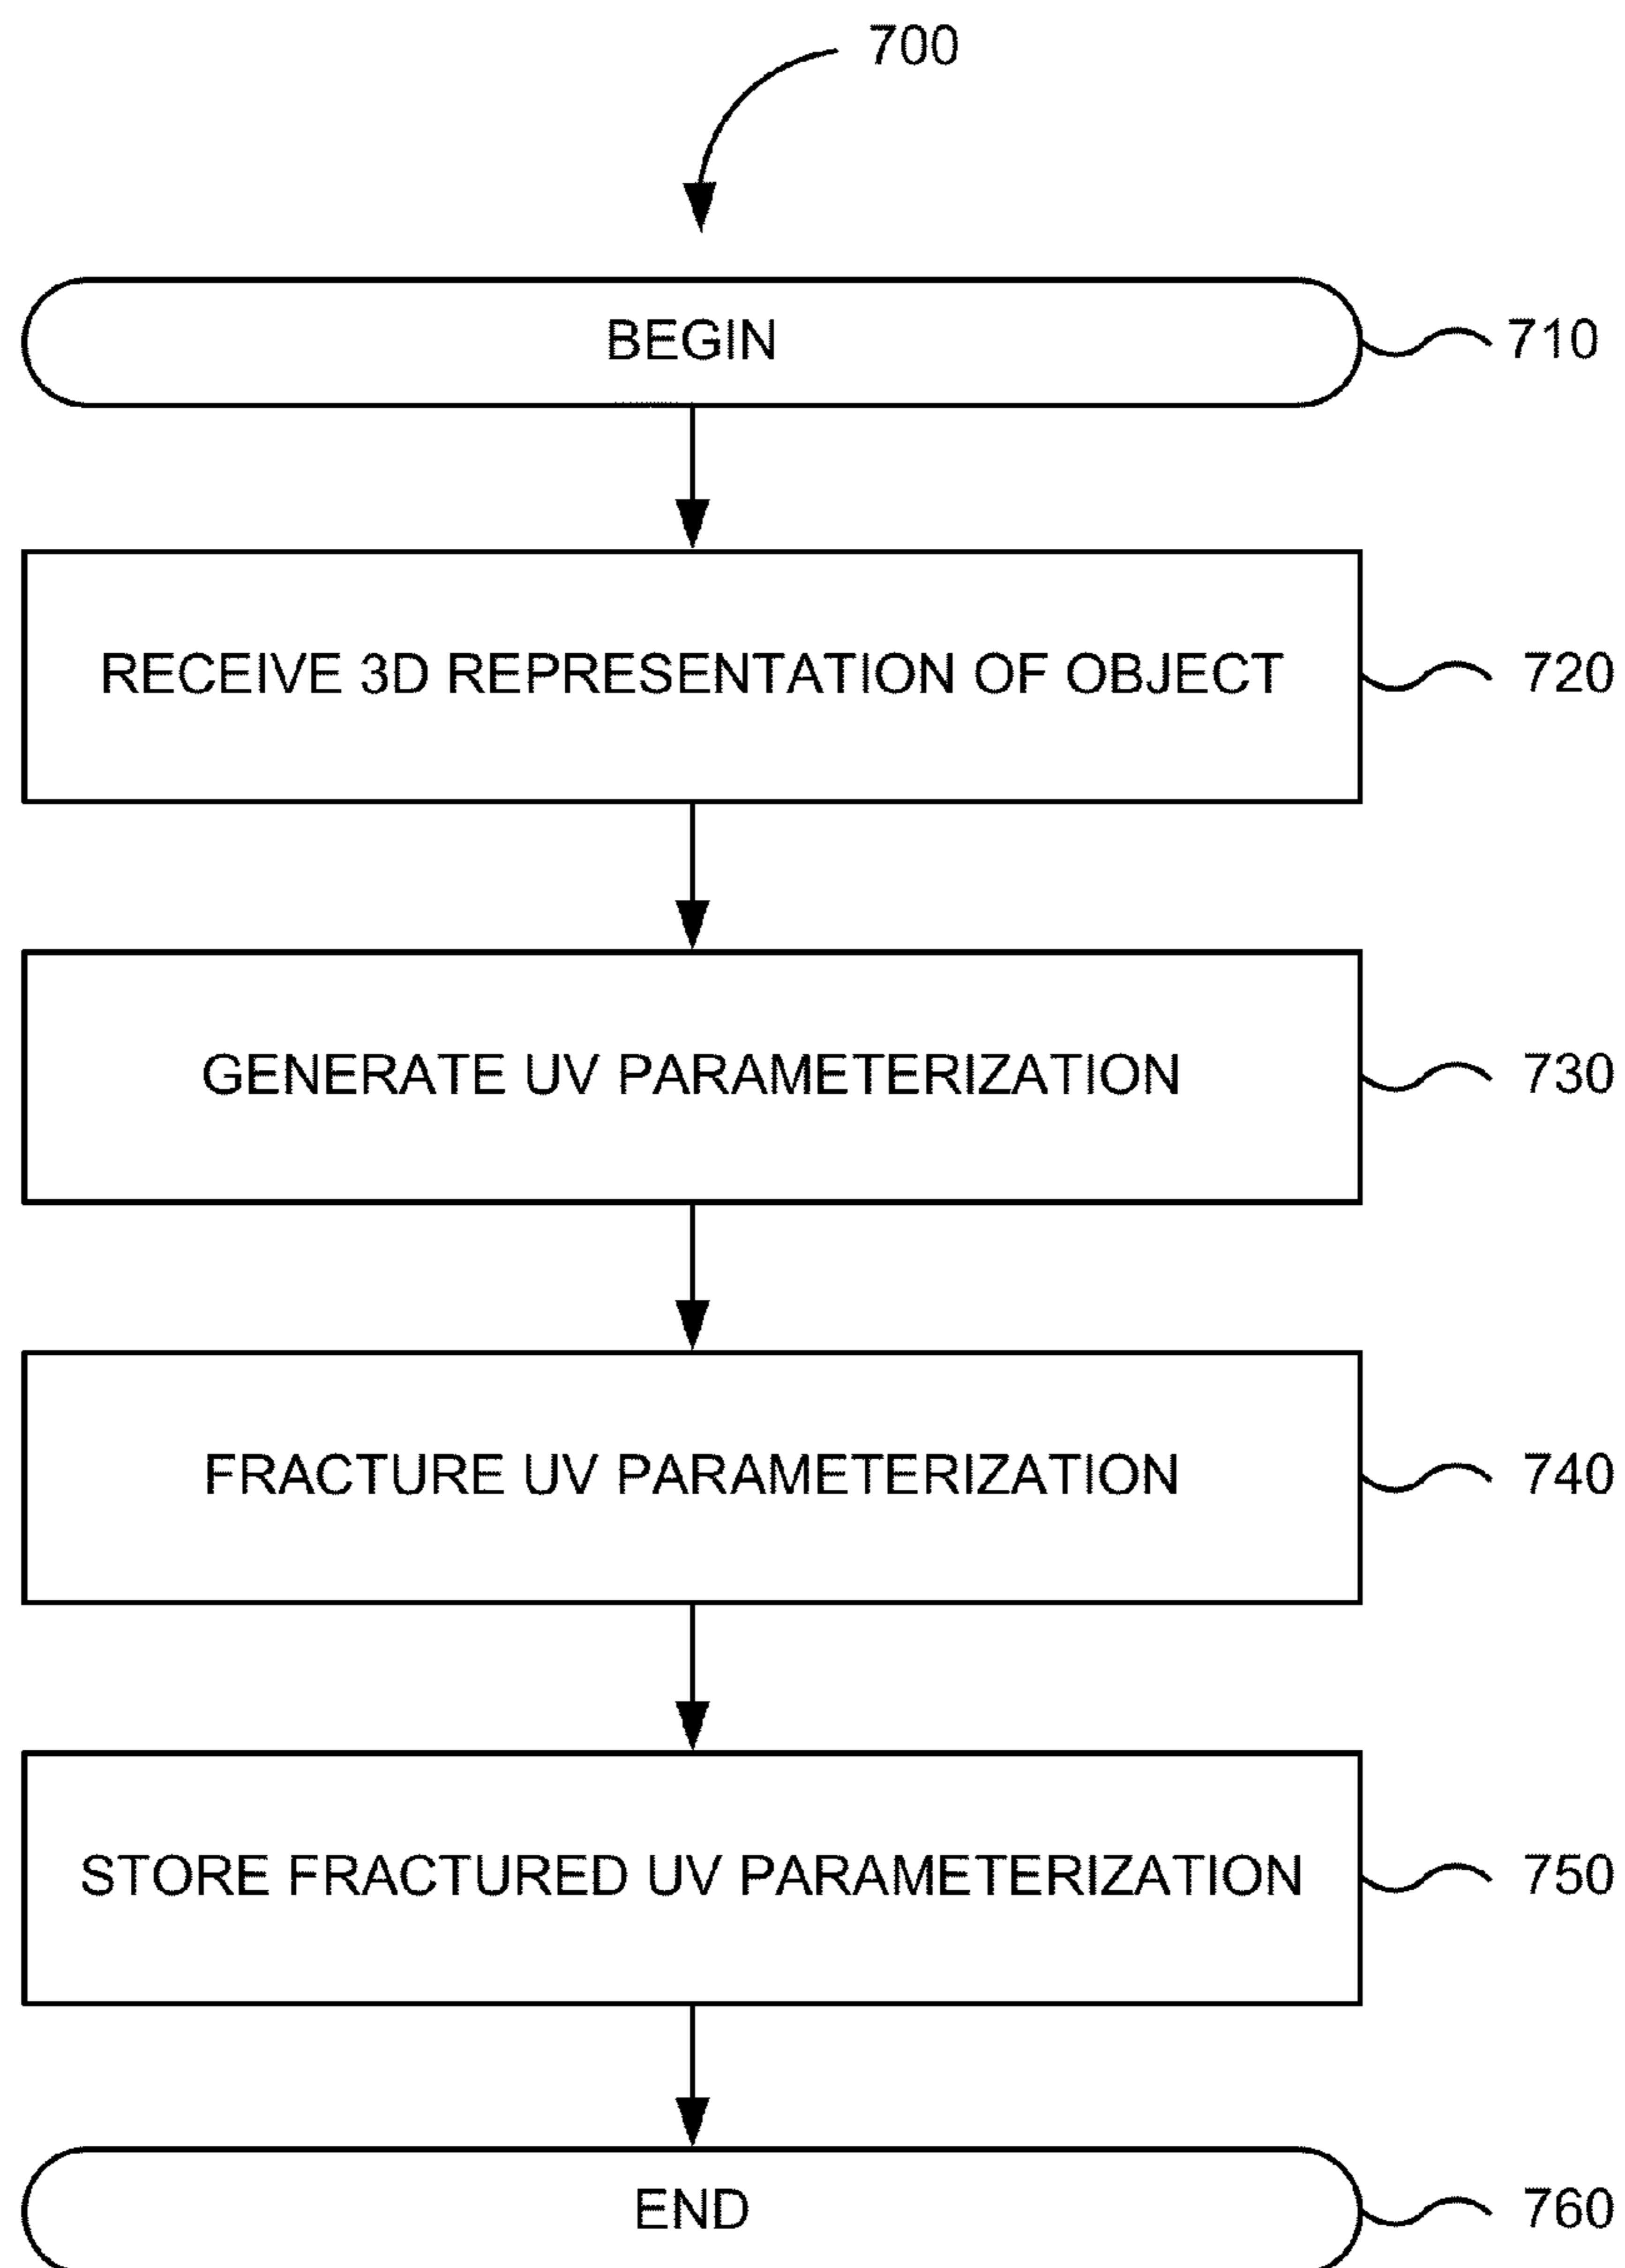 700
BEGIN
710
RECEIVE 3D REPRESENTATION OF OBJECT
720
GENERATE UV PARAMETERIZATION
730
FRACTURE UV PARAMETERIZATION
740
STORE FRACTURED UV PARAMETERIZATION
750
END
760